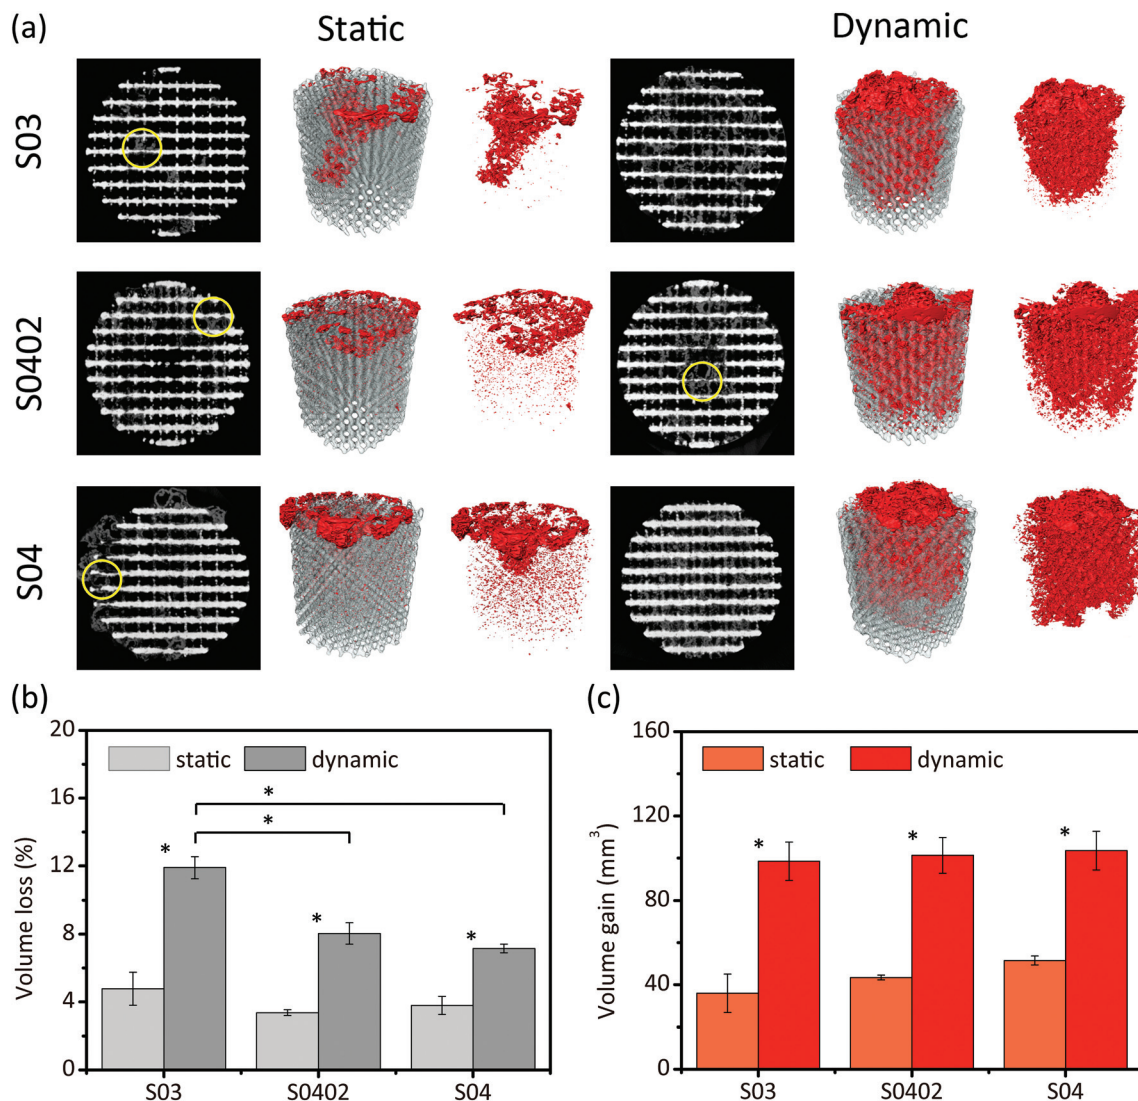 (a)
Static
Dynamic
S03
S0402
S04
(b)
20
16
12
8
4
0
Volume loss (%)
static
dynamic
*
*
*
*
*
S03
S0402
S04
(c)
160
120
80
40
0
Volume gain (mm³)
static
dynamic
*
*
*
S03
S0402
S04